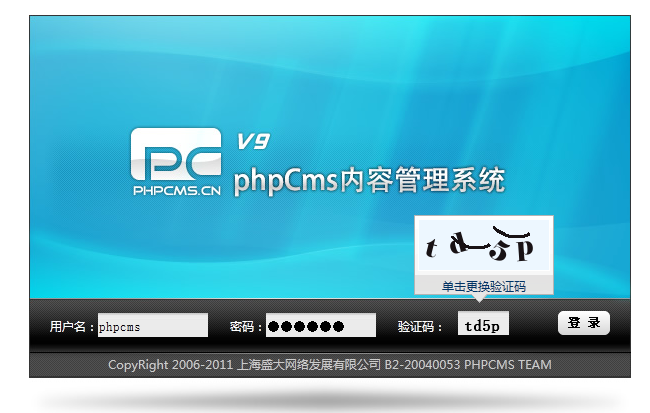 V9
PC
PHPCMS.CN
phpCms内容管理系统
td5p
单击更换验证码
用户名：phpcms 密码：●●●●●● 验证码： td5p 登 录
CopyRight 2006-2011 上海盛大网络发展有限公司 B2-20040053 PHPCMS TEAM